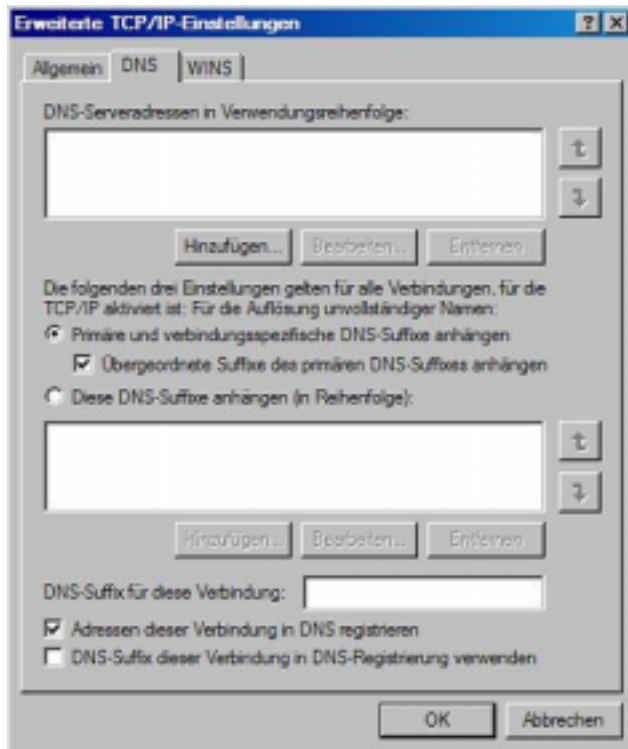 Erweiterte TCP/IP-Einstellungen
Allgemein DNS WINS
DNS-Serveradressen in Verwendungsreihenfolge:
Hinzufügen... Bearbeiten... Entfernen
Die folgenden drei Einstellungen gelten für alle Verbindungen, für die
TCP/IP aktiviert ist: Für die Auflösung unvollständiger Namen:
Primäre und verbindungsspezifische DNS-Suffixe anhängen
Übergeordnete Suffixe des primären DNS-Suffixes anhängen
Diese DNS-Suffixe anhängen (in Reihenfolge):
Hinzufügen... Bearbeiten... Entfernen
DNS-Suffix für diese Verbindung:
Adressen dieser Verbindung in DNS registrieren
DNS-Suffix dieser Verbindung in DNS-Registrierung verwenden
OK Abbrechen